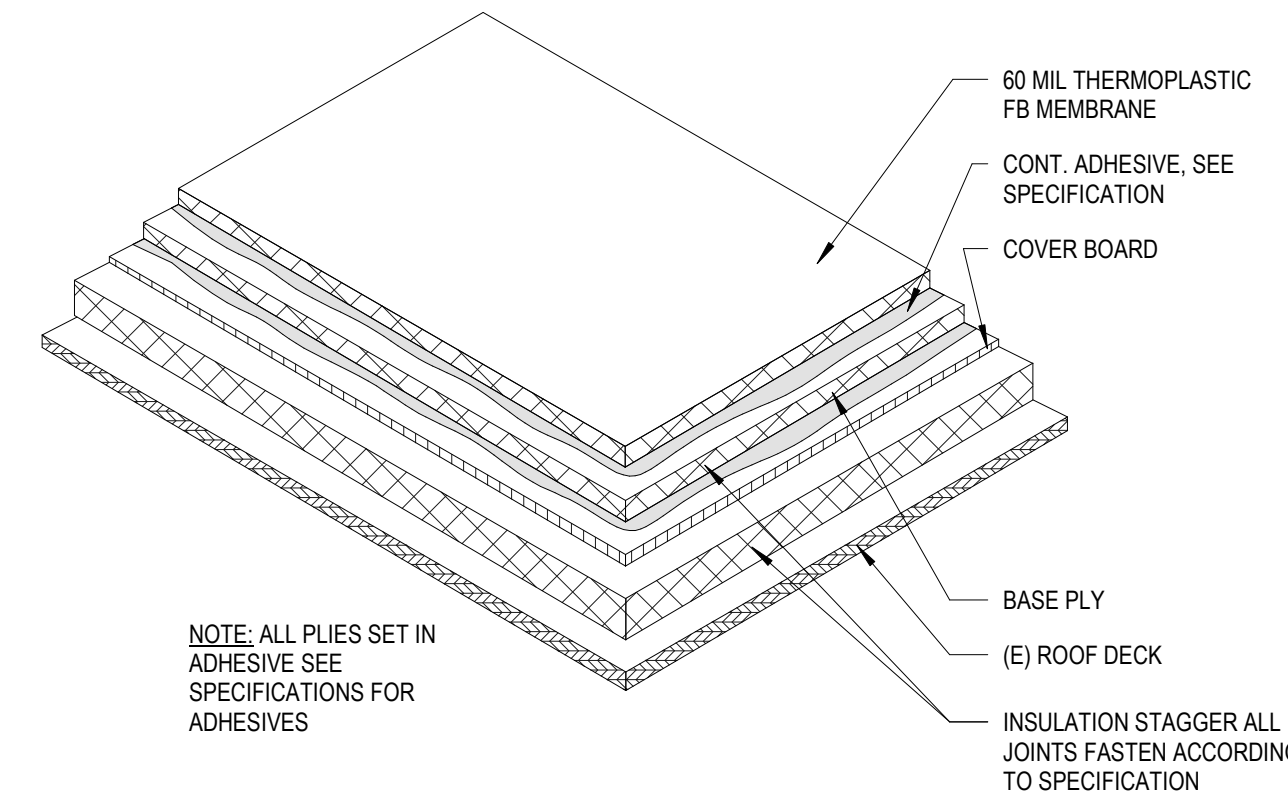 60 MIL THERMOPLASTIC
FB MEMBRANE
CONT. ADHESIVE, SEE
SPECIFICATION
COVER BOARD
BASE PLY
(E) ROOF DECK
INSULATION STAGGER ALL
JOINTS FASTEN ACCORDING
TO SPECIFICATION
NOTE: ALL PLIES SET IN
ADHESIVE SEE
SPECIFICATIONS FOR
ADHESIVES